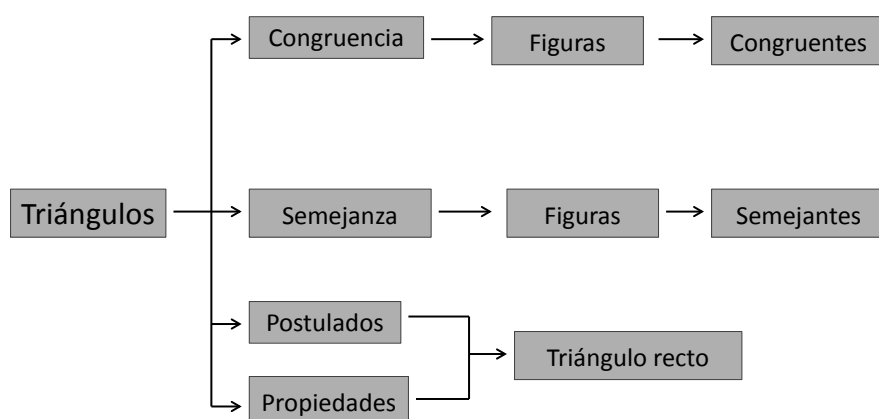 Congruencia
Figuras
Congruentes
Triángulos
Semejanza
Figuras
Semejantes
Postulados
Triángulo recto
Propiedades